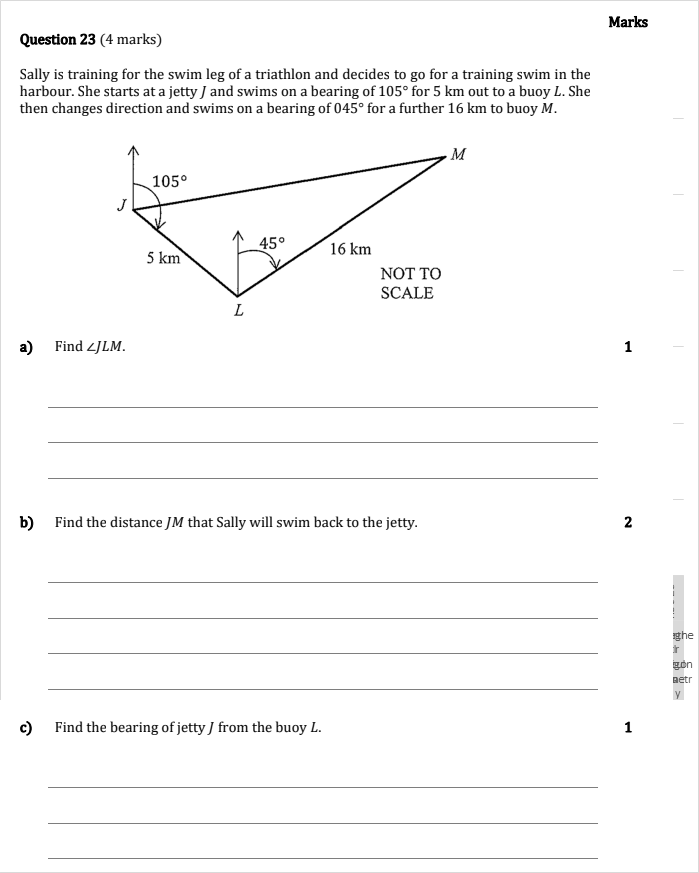 Marks
Question 23 (4 marks)
Sally is training for the swim leg of a triathlon and decides to go for a training swim in the
harbour. She starts at a jetty J and swims on a bearing of 105° for 5 km out to a buoy L. She
then changes direction and swims on a bearing of 045° for a further 16 km to buoy M.
M
105°
J
45°
16 km
5 km
NOT TO
SCALE
L
a) Find ∠JLM. 1
b) Find the distance JM that Sally will swim back to the jetty. 2
c) Find the bearing of jetty J from the buoy L. 1